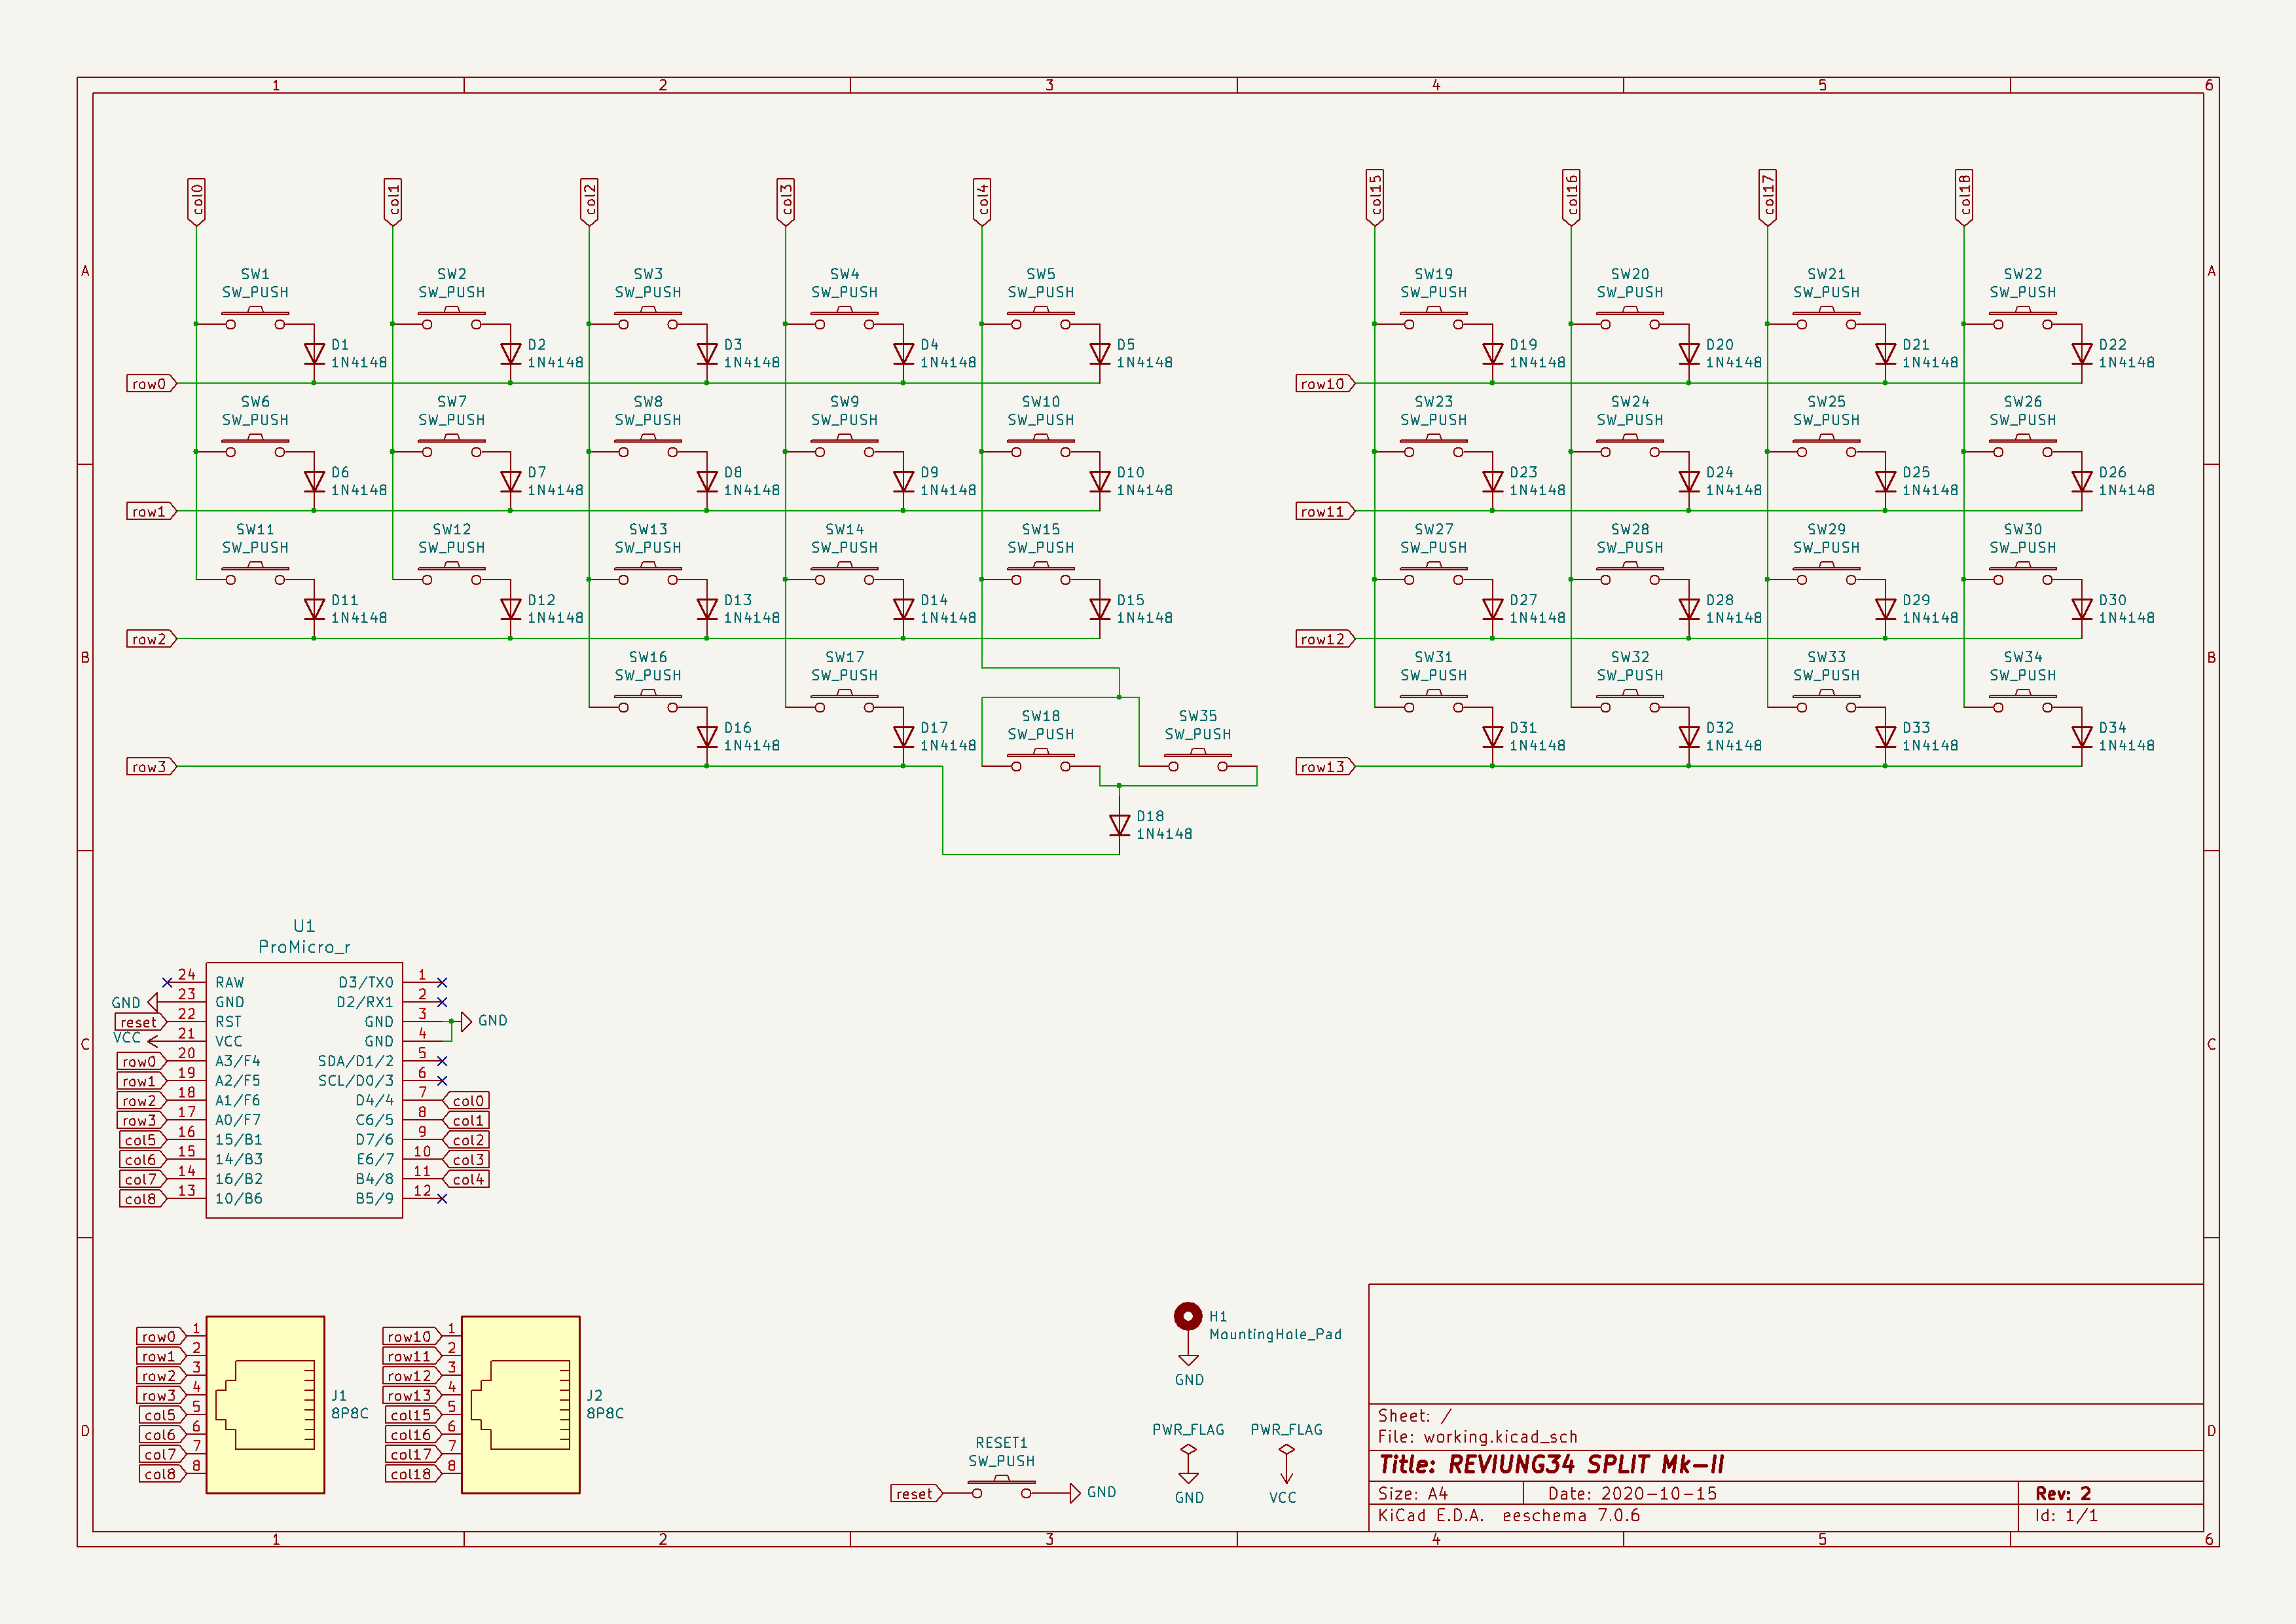 1 2 3 4 5 6
A A
B B
C C
D D
col0 col1 col2 col3 col4 col15 col16 col17 col18
SW1 SW2 SW3 SW4 SW5 SW19 SW20 SW21 SW22
SW_PUSH SW_PUSH SW_PUSH SW_PUSH SW_PUSH SW_PUSH SW_PUSH SW_PUSH SW_PUSH
D1 D2 D3 D4 D5 D19 D20 D21 D22
1N4148 1N4148 1N4148 1N4148 1N4148 1N4148 1N4148 1N4148 1N4148
row0 row10
SW6 SW7 SW8 SW9 SW10 SW23 SW24 SW25 SW26
SW_PUSH SW_PUSH SW_PUSH SW_PUSH SW_PUSH SW_PUSH SW_PUSH SW_PUSH SW_PUSH
D6 D7 D8 D9 D10 D23 D24 D25 D26
1N4148 1N4148 1N4148 1N4148 1N4148 1N4148 1N4148 1N4148 1N4148
row1 row11
SW11 SW12 SW13 SW14 SW15 SW27 SW28 SW29 SW30
SW_PUSH SW_PUSH SW_PUSH SW_PUSH SW_PUSH SW_PUSH SW_PUSH SW_PUSH SW_PUSH
D11 D12 D13 D14 D15 D27 D28 D29 D30
1N4148 1N4148 1N4148 1N4148 1N4148 1N4148 1N4148 1N4148 1N4148
row2 row12
SW16 SW17 SW31 SW32 SW33 SW34
SW_PUSH SW_PUSH SW_PUSH SW_PUSH SW_PUSH SW_PUSH
SW18 SW35
SW_PUSH SW_PUSH
D16 D17 D31 D32 D33 D34
1N4148 1N4148 1N4148 1N4148 1N4148 1N4148
row3 row13
D18
1N4148
U1
ProMicro_r
24 RAW D3/TX0 1
GND 23 GND D2/RX1 2
reset 22 RST GND 3 GND
VCC 21 VCC GND 4
row0 20 A3/F4 SDA/D1/2 5
row1 19 A2/F5 SCL/D0/3 6
row2 18 A1/F6 D4/4 7 col0
row3 17 A0/F7 C6/5 8 col1
col5 16 15/B1 D7/6 9 col2
col6 15 14/B3 E6/7 10 col3
col7 14 16/B2 B4/8 11 col4
col8 13 10/B6 B5/9 12
row0 1
row1 2
row2 3
row3 4
col5 5
col6 6
col7 7
col8 8
J1
8P8C
row10 1
row11 2
row12 3
row13 4
col15 5
col16 6
col17 7
col18 8
J2
8P8C
H1
MountingHole_Pad
GND
PWR_FLAG PWR_FLAG
GND VCC
RESET1
SW_PUSH
reset GND
Sheet: /
File: working.kicad_sch
Title: REVIUNG34 SPLIT Mk-II
Size: A4 Date: 2020-10-15 Rev: 2
KiCad E.D.A. eeschema 7.0.6 Id: 1/1
1 2 3 4 5 6